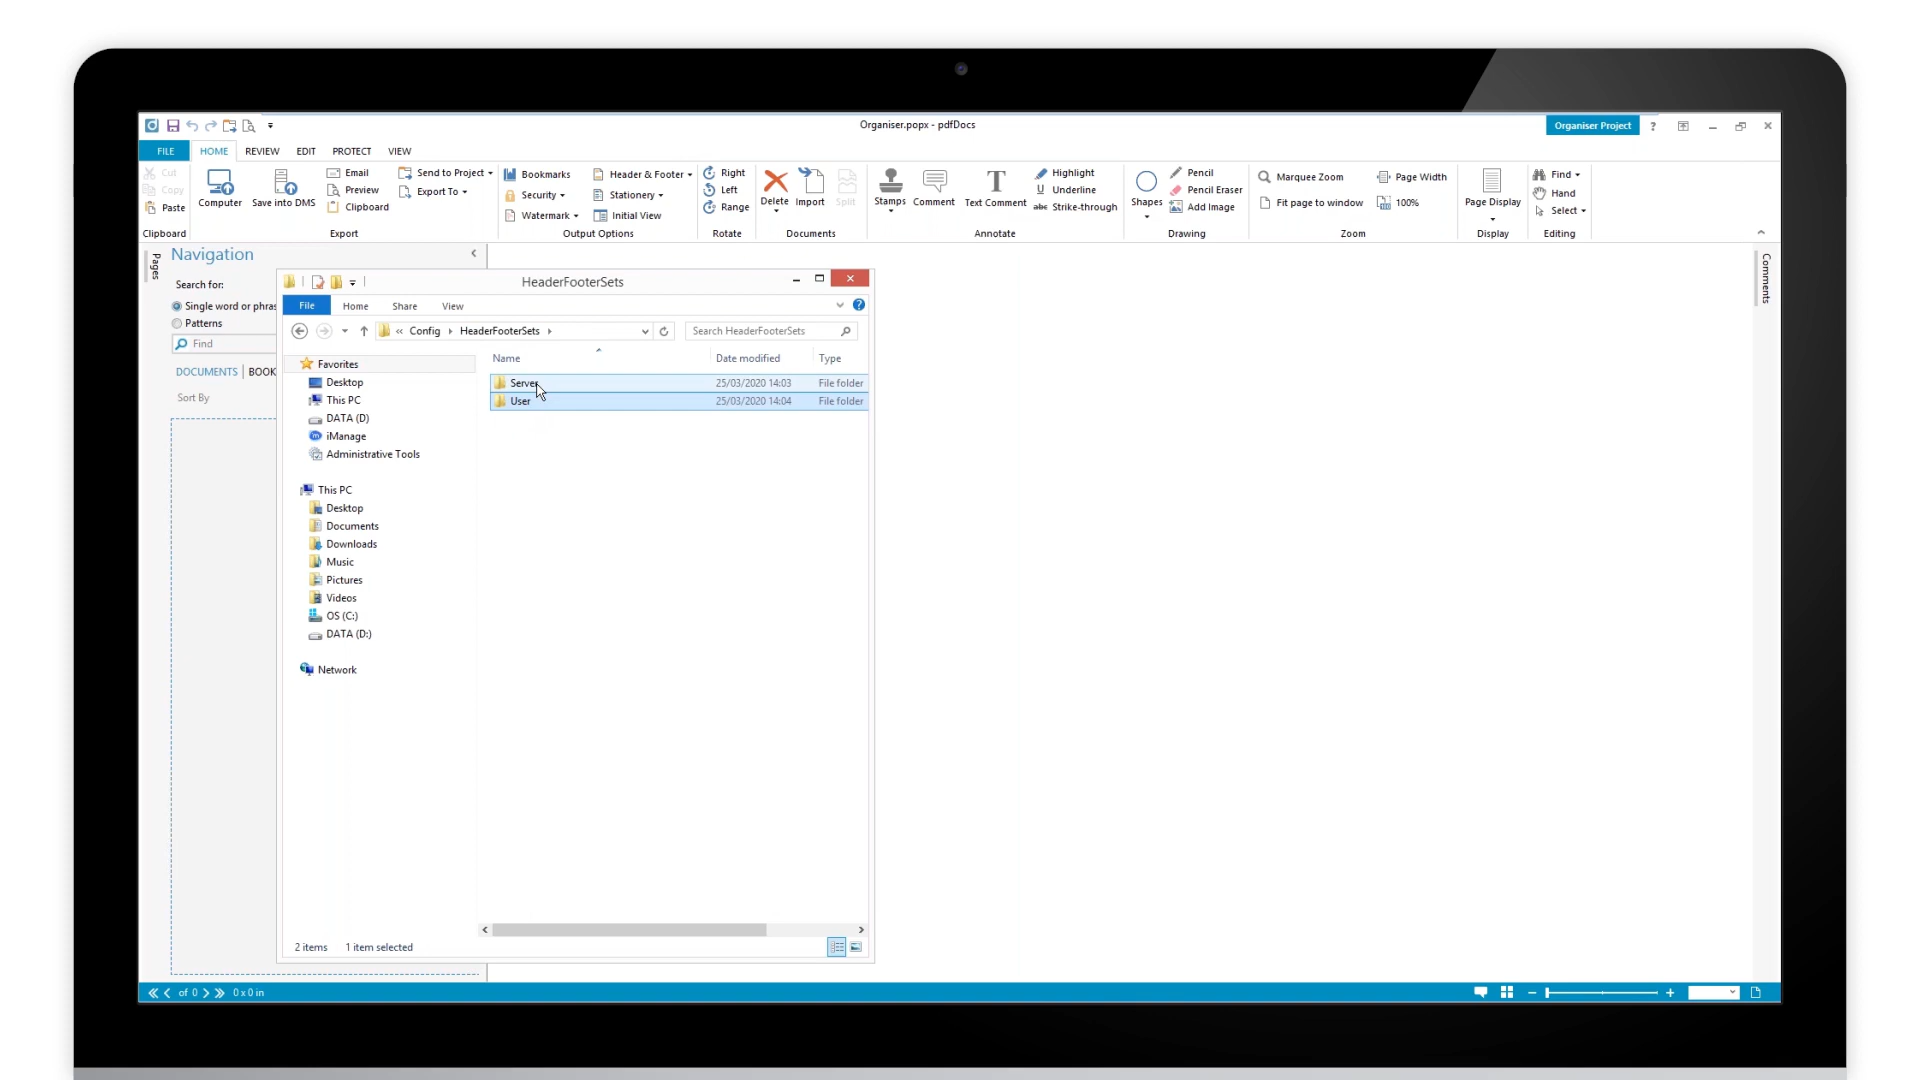 Organiser.popx - pdfDocs
Organiser Project
?
FILE
HOME
REVIEW
EDIT
PROTECT
VIEW
Cut
Copy
Paste
Clipboard
Computer
Save into DMS
Email
Preview
Clipboard
Send to Project
Export To
Export
Bookmarks
Security
Watermark
Header & Footer
Stationery
Initial View
Output Options
Right
Left
Range
Rotate
Delete
Import
Split
Documents
Stamps
Comment
T
Text Comment
Highlight
U Underline
abc Strike-through
Annotate
Shapes
Pencil
Pencil Eraser
Add Image
Drawing
Marquee Zoom
Fit page to window
Page Width
100%
Zoom
Page Display
Display
Find
Hand
Select
Editing
Pages
Navigation
Search for:
Single word or phras
Patterns
Find
DOCUMENTS
BOOK
Sort By
Comments
HeaderFooterSets
File
Home
Share
View
« Config HeaderFooterSets
Search HeaderFooterSets
Name
Date modified
Type
Server 25/03/2020 14:03 File folder
User 25/03/2020 14:04 File folder
Favorites
Desktop
This PC
DATA (D)
iManage
Administrative Tools
This PC
Desktop
Documents
Downloads
Music
Pictures
Videos
OS (C:)
DATA (D:)
Network
2 items
1 item selected
of 0
0 x 0 in